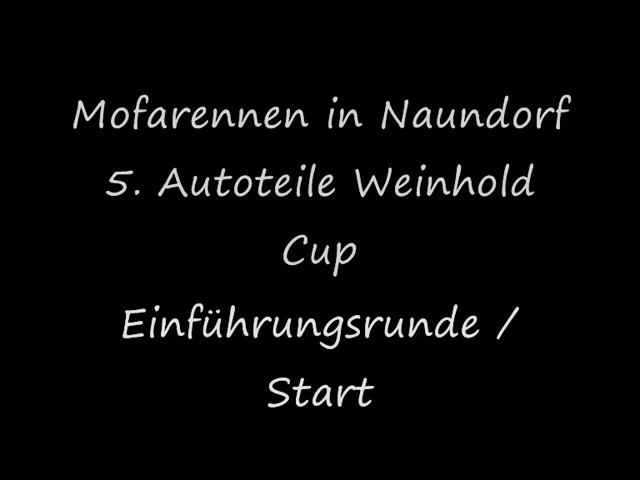 Mofarennen in Naundorf
5. Autoteile Weinhold
Cup
Einführungsrunde /
Start